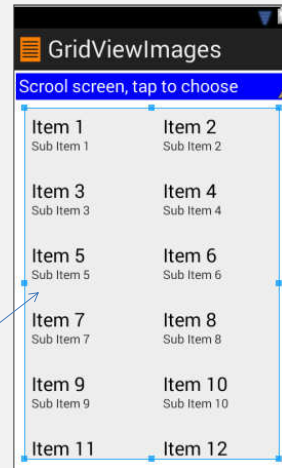 GridViewImages
Scrool screen, tap to choose
Item 1 Item 2
Sub Item 1 Sub Item 2
Item 3 Item 4
Sub Item 3 Sub Item 4
Item 5 Item 6
Sub Item 5 Sub Item 6
Item 7 Item 8
Sub Item 7 Sub Item 8
Item 9 Item 10
Sub Item 9 Sub Item 10
Item 11 Item 12